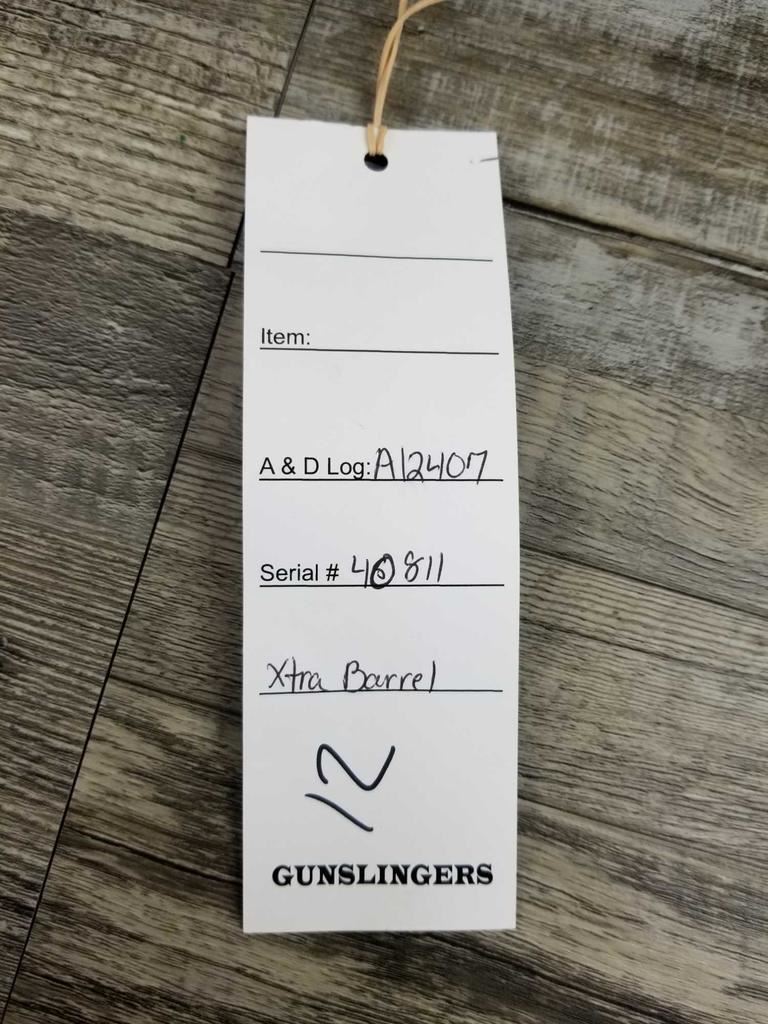 Item:
A & D Log: A12407
Serial # 40811
Xtra Barrel
12
GUNSLINGERS